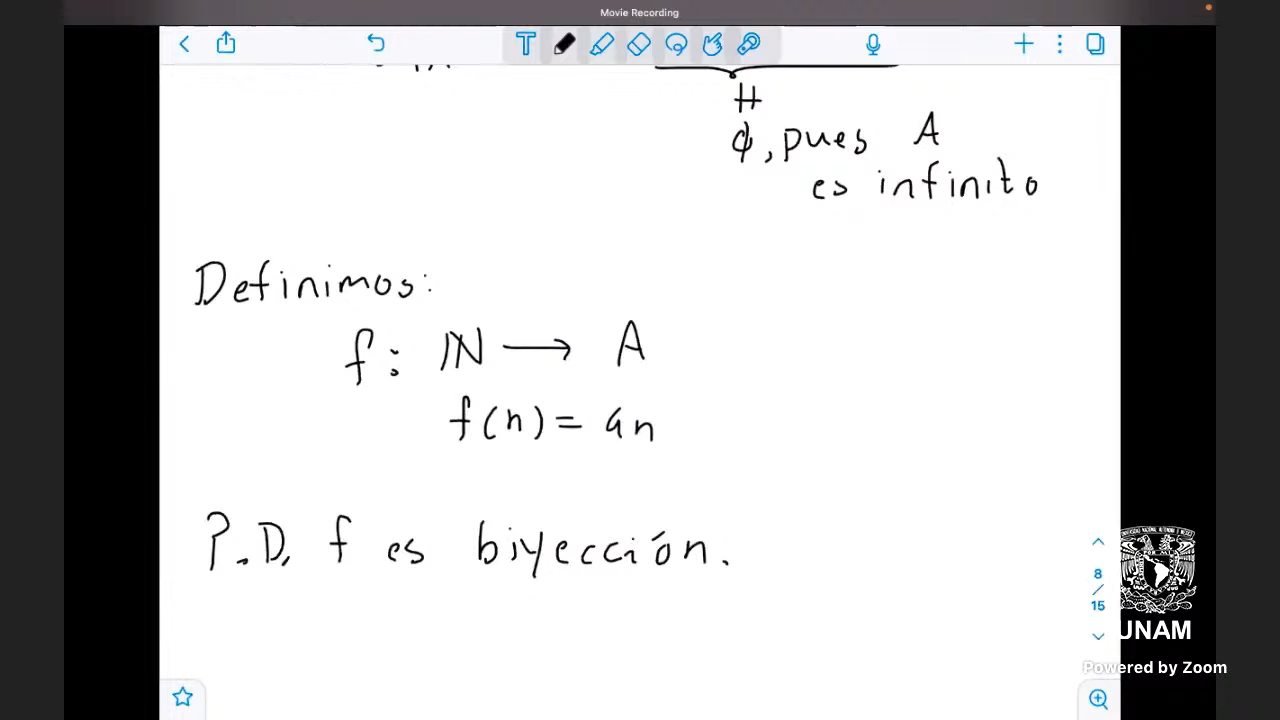 Movie Recording
∦
∅, pues A
es infinito
Definimos:
f: ℕ ⟶ A
f(n) = an
P.D. f es biyección.
8
/
15
UNAM
Powered by Zoom